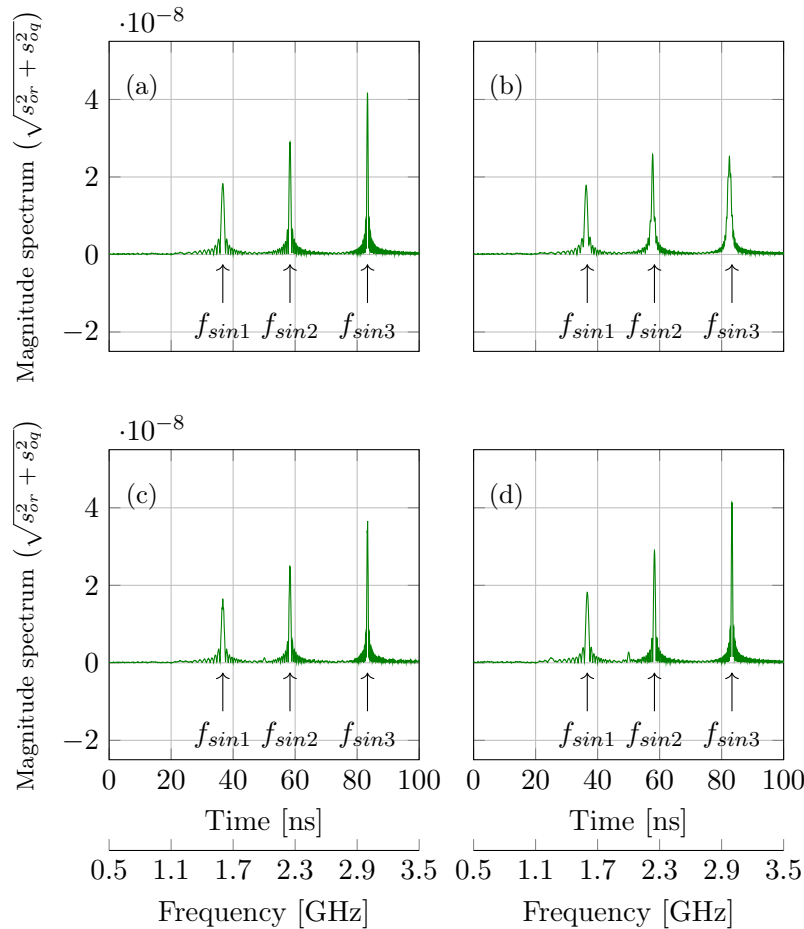 ·10⁻⁸
Magnitude spectrum (√(s²ₒᵣ + s²ₒq))
4
2
0
−2
(a)
f_sin1 f_sin2 f_sin3
(b)
f_sin1 f_sin2 f_sin3
·10⁻⁸
Magnitude spectrum (√(s²ₒᵣ + s²ₒq))
4
2
0
−2
(c)
f_sin1 f_sin2 f_sin3
(d)
f_sin1 f_sin2 f_sin3
0 20 40 60 80 100
Time [ns]
0 20 40 60 80 100
Time [ns]
0.5 1.1 1.7 2.3 2.9 3.5
Frequency [GHz]
0.5 1.1 1.7 2.3 2.9 3.5
Frequency [GHz]